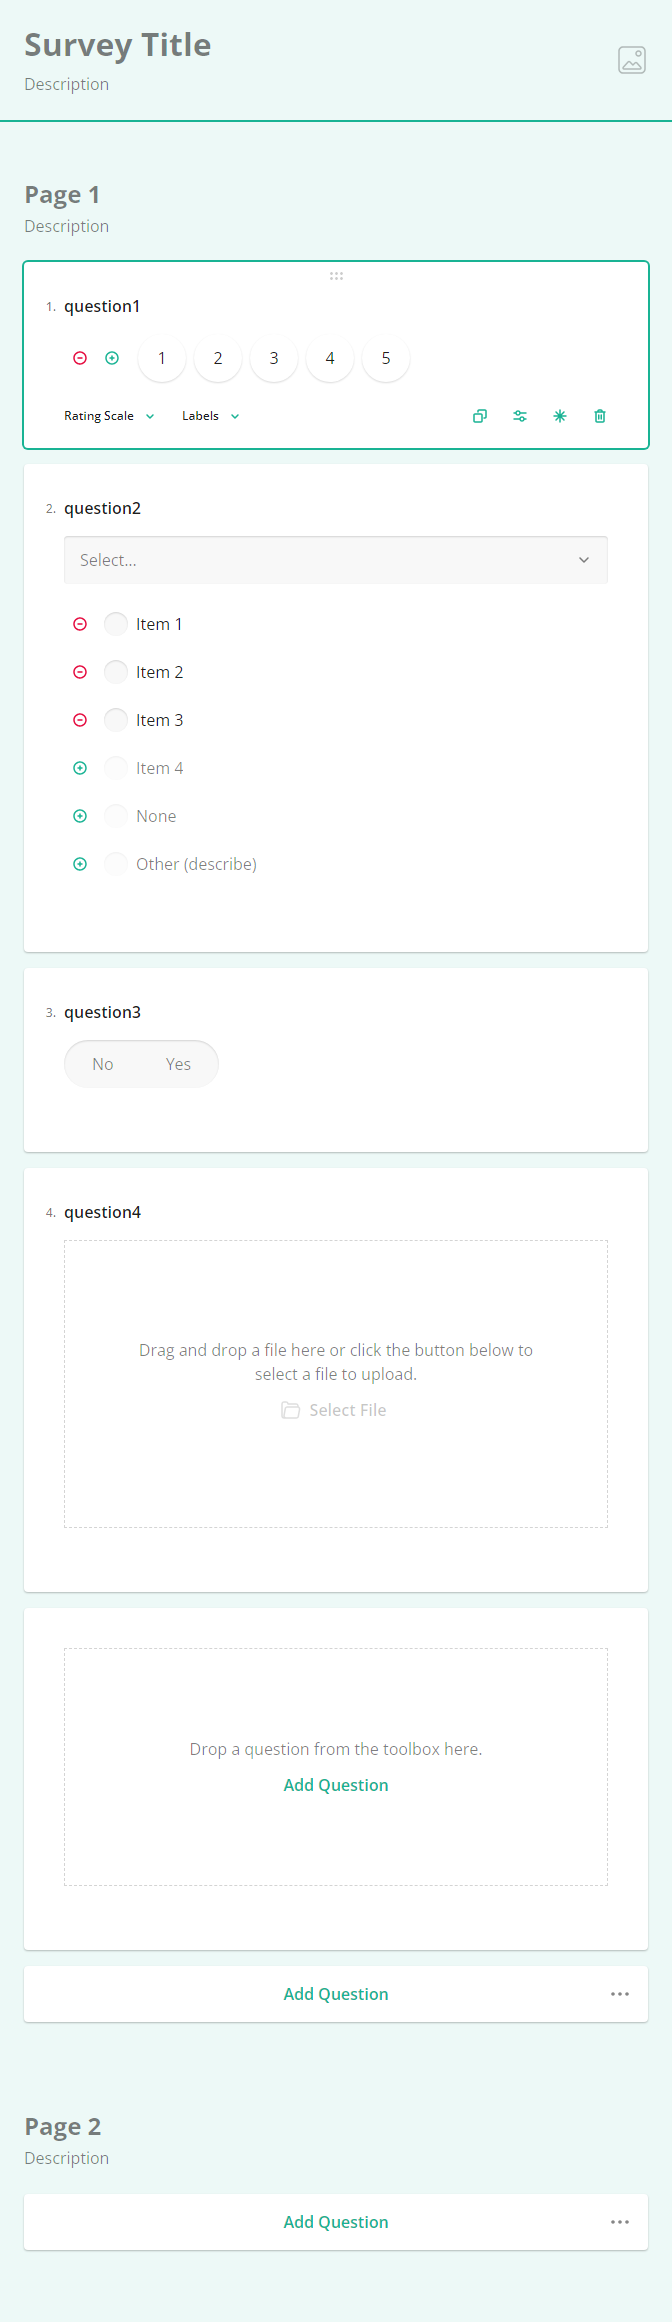 Survey Title
Description
Page 1
Description
1. question1
1 2 3 4 5
Rating Scale Labels
2. question2
Select...
Item 1
Item 2
Item 3
Item 4
None
Other (describe)
3. question3
No Yes
4. question4
Drag and drop a file here or click the button below to
select a file to upload.
Select File
Drop a question from the toolbox here.
Add Question
Add Question
Page 2
Description
Add Question